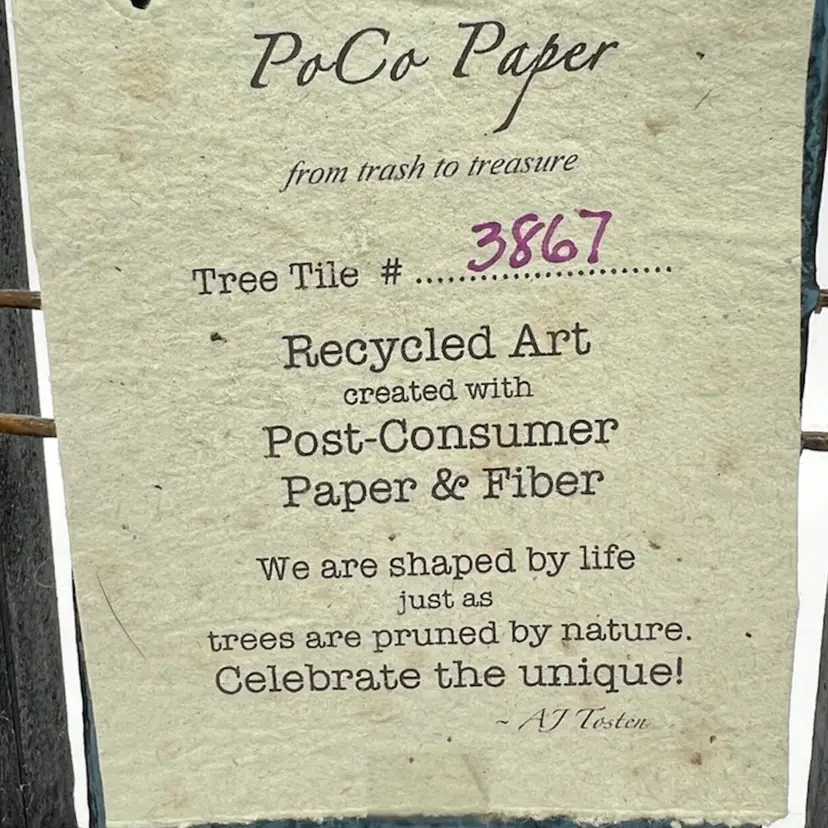 PoCo Paper
from trash to treasure
Tree Tile # ........................ 3867
Recycled Art
created with
Post-Consumer
Paper & Fiber
We are shaped by life
just as
trees are pruned by nature.
Celebrate the unique!
~ AJ Tosten